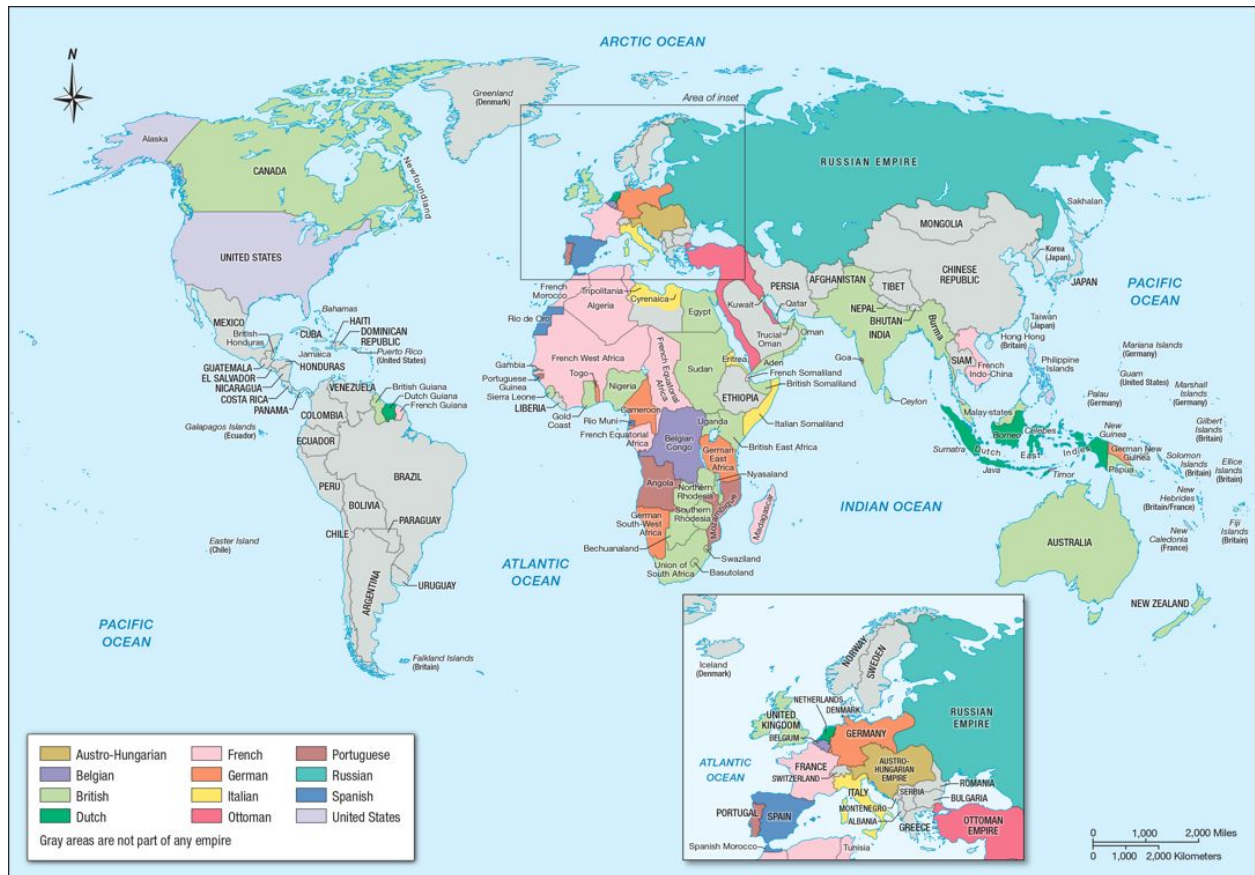 ARCTIC OCEAN
N
Greenland
(Denmark)
Area of inset
Alaska
CANADA
Newfoundland
UNITED STATES
RUSSIAN EMPIRE
Sakhalan
MONGOLIA
Korea
(Japan)
JAPAN
CHINESE
REPUBLIC
PACIFIC
OCEAN
PERSIA
AFGHANISTAN
TIBET
Kuwait
Qatar
NEPAL
BHUTAN
INDIA
Burma
Taiwan
(Japan)
Hong Hong
(Britain)
Trucial
Oman
Oman
French
Morocco
Tripolitania
Algeria
Cyrenaica
Egypt
Rio de Oro
MEXICO
Bahamas
CUBA
HAITI
DOMINICAN
REPUBLIC
British
Honduras
Jamaica
Puerto Rico
(United States)
HONDURAS
GUATEMALA
EL SALVADOR
NICARAGUA
COSTA RICA
PANAMA
VENEZUELA
British Guiana
Dutch Guiana
French Guiana
COLOMBIA
Galapagos Islands
(Ecuador)
ECUADOR
PERU
BRAZIL
BOLIVIA
PARAGUAY
CHILE
Easter Island
(Chile)
ARGENTINA
URUGUAY
Falkland Islands
(Britain)
PACIFIC
OCEAN
ATLANTIC
OCEAN
French West Africa
French Equatorial
Africa
Sudan
Eritrea
Aden
French Somaliland
British Somaliland
Gambia
Portuguese
Guinea
Sierra Leone
LIBERIA
Togo
Nigeria
Gold
Coast
Cameroon
Rio Muni
French Equatorial
Africa
ETHIOPIA
Uganda
Italian Somaliland
British East Africa
Belgian
Congo
German
East
Africa
Nyasaland
Angola
Northern
Rhodesia
Southern
Rhodesia
Mozambique
Madagascar
German
South-West
Africa
Bechuanaland
Swaziland
Basutoland
Union of
South Africa
INDIAN OCEAN
Goa
Ceylon
SIAM
French
Indo-China
Philippine
Islands
Mariana Islands
(Germany)
Guam
(United States)
Marshall
Islands
(Germany)
Palau
(Germany)
Malay-states
Borneo
Celebes
Sumatra
Dutch East Indies
Java
Timor
New
Guinea
German New
Guinea
Papua
Gilbert
Islands
(Britain)
Solomon
Islands
(Britain)
Ellice
Islands
(Britain)
New
Hebrides
(Britain/France)
New
Caledonia
(France)
Fiji
Islands
(Britain)
AUSTRALIA
NEW ZEALAND
Iceland
(Denmark)
NORWAY
SWEDEN
NETHERLANDS
DENMARK
UNITED
KINGDOM
BELGIUM
GERMANY
RUSSIAN
EMPIRE
ATLANTIC
OCEAN
FRANCE
SWITZERLAND
AUSTRO-
HUNGARIAN
EMPIRE
ITALY
SERBIA
ROMANIA
BULGARIA
MONTENEGRO
ALBANIA
GREECE
PORTUGAL
SPAIN
OTTOMAN
EMPIRE
Spanish Morocco
Tunisia
Austro-Hungarian
Belgian
British
Dutch
French
German
Italian
Ottoman
Portuguese
Russian
Spanish
United States
Gray areas are not part of any empire
0 1,000 2,000 Miles
0 1,000 2,000 Kilometers